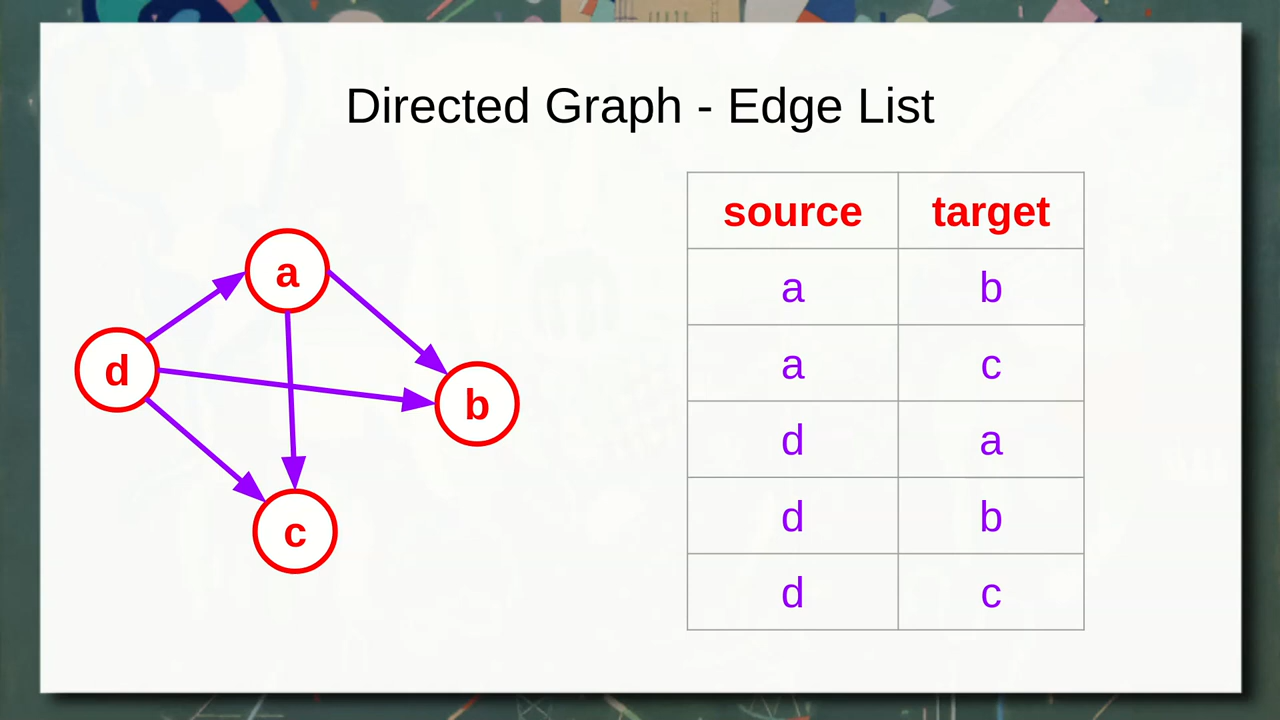 Directed Graph - Edge List
a
d
b
c
source target
a b
a c
d a
d b
d c